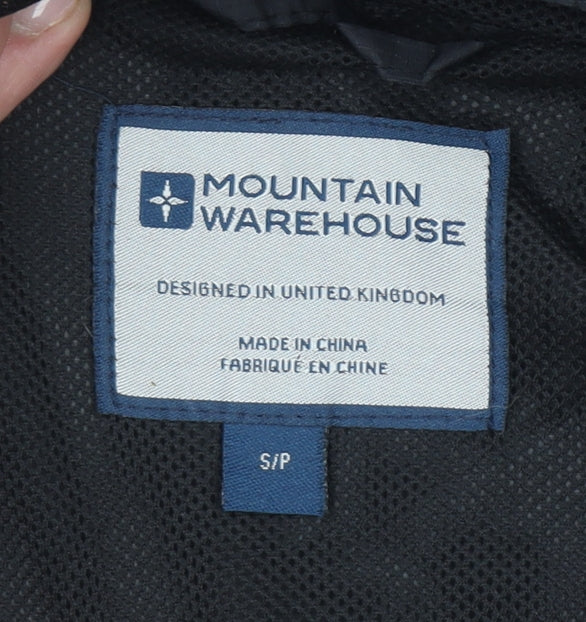 MOUNTAIN
WAREHOUSE
DESIGNED IN UNITED KINGDOM
MADE IN CHINA
FABRIQUÉ EN CHINE
S/P